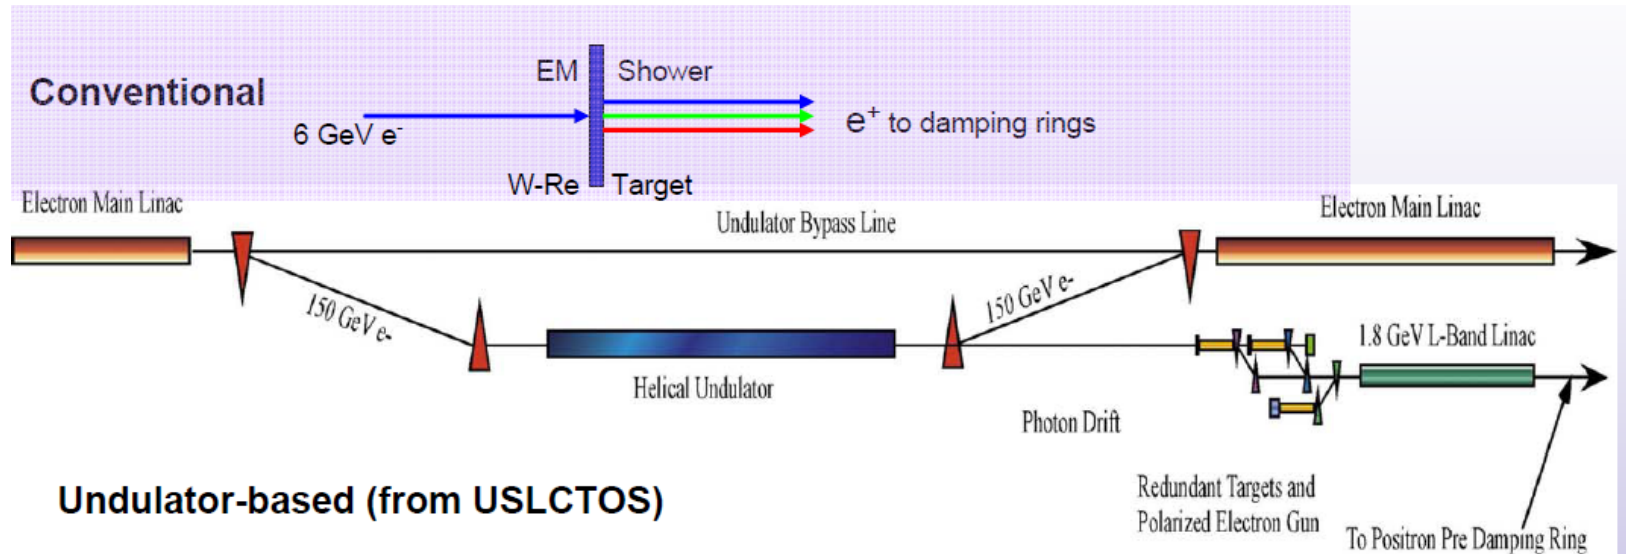 Conventional
EM Shower
6 GeV e-
e+ to damping rings
W-Re Target
Electron Main Linac
Undulator Bypass Line
Electron Main Linac
150 GeV e-
150 GeV e-
Helical Undulator
1.8 GeV L-Band Linac
Photon Drift
Undulator-based (from USLCTOS)
Redundant Targets and
Polarized Electron Gun
To Positron Pre Damping Ring